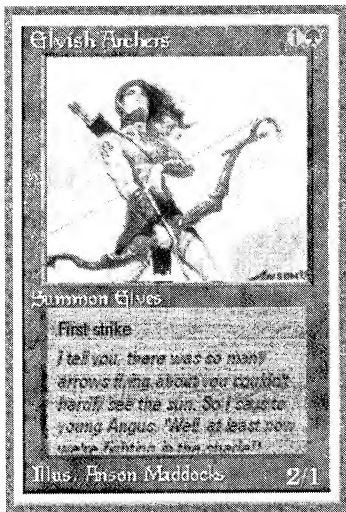 Elvish Archers 1
Summon Elves
First strike
I tell you, there was so many
arrows flying about you couldn't
hardly see the sun. So I says to
young Angus, 'Well, at least now
we're fighting in the shade!'
Illus. Anson Maddocks 2/1